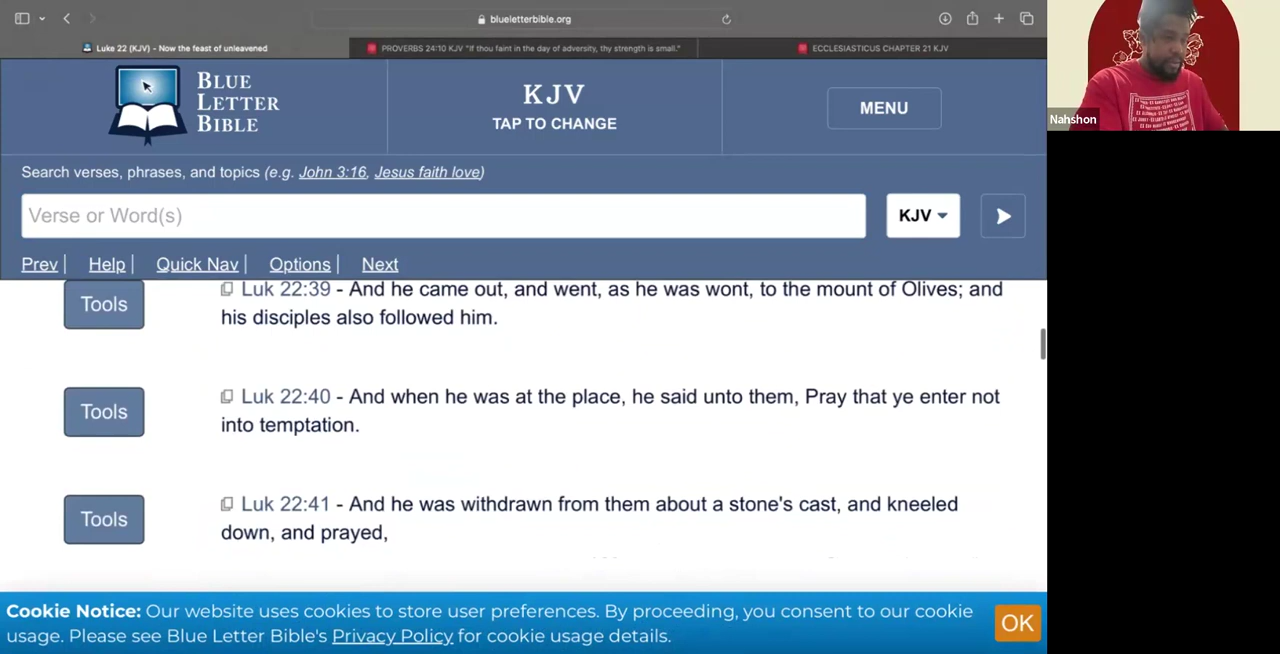 blueletterbible.org
Luke 22 (KJV) - Now the feast of unleavened
PROVERBS 24:10 KJV "If thou faint in the day of adversity, thy strength is small."
ECCLESIASTICUS CHAPTER 21 KJV
BLUE
LETTER
BIBLE
KJV
TAP TO CHANGE
MENU
Nahshon
Search verses, phrases, and topics (e.g. John 3:16, Jesus faith love)
Verse or Word(s)
KJV
Prev| Help| Quick Nav| Options| Next
Tools
Luk 22:39 - And he came out, and went, as he was wont, to the mount of Olives; and
his disciples also followed him.
Tools
Luk 22:40 - And when he was at the place, he said unto them, Pray that ye enter not
into temptation.
Tools
Luk 22:41 - And he was withdrawn from them about a stone's cast, and kneeled
down, and prayed,
Cookie Notice: Our website uses cookies to store user preferences. By proceeding, you consent to our cookie
usage. Please see Blue Letter Bible's Privacy Policy for cookie usage details.
OK